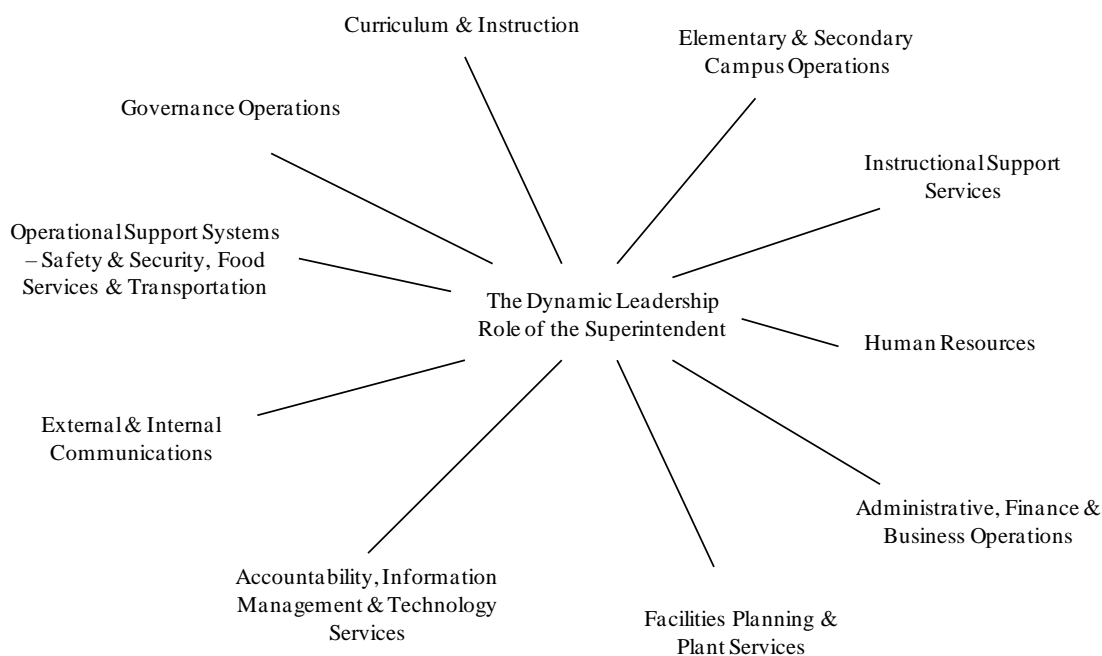 Curriculum & Instruction
Elementary & Secondary
Campus Operations
Governance Operations
Instructional Support
Services
Operational Support Systems
– Safety & Security, Food
Services & Transportation
The Dynamic Leadership
Role of the Superintendent
Human Resources
External & Internal
Communications
Administrative, Finance &
Business Operations
Accountability, Information
Management & Technology
Services
Facilities Planning &
Plant Services